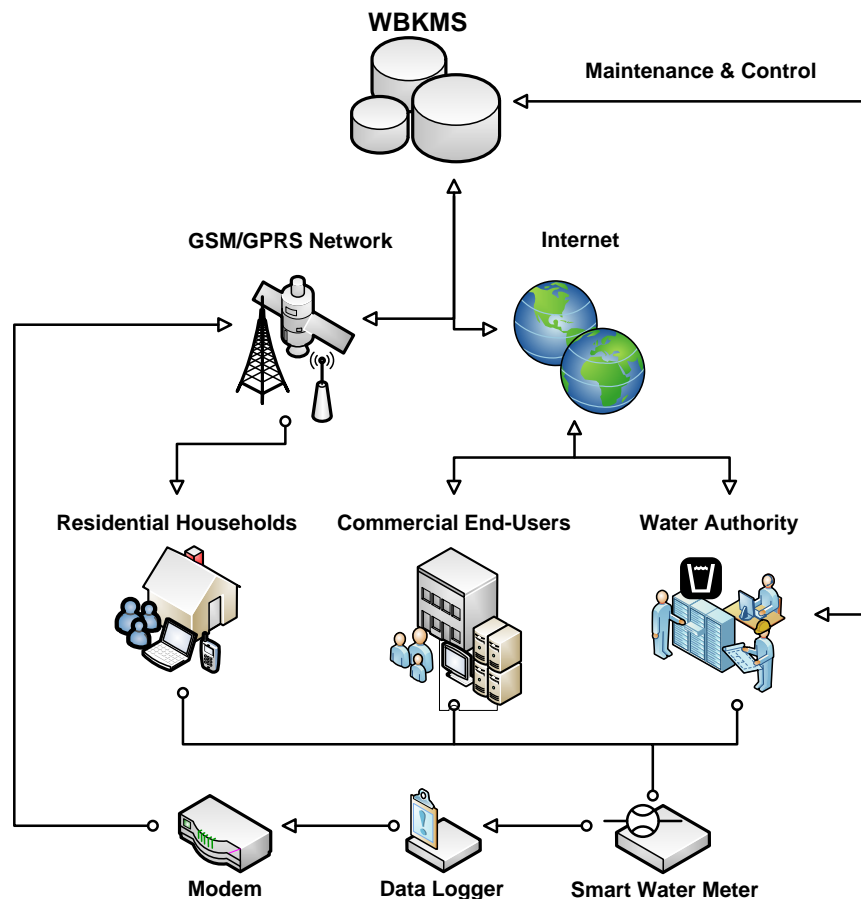 WBKMS
Maintenance & Control
GSM/GPRS Network
Internet
Residential Households
Commercial End-Users
Water Authority
Modem
Data Logger
Smart Water Meter